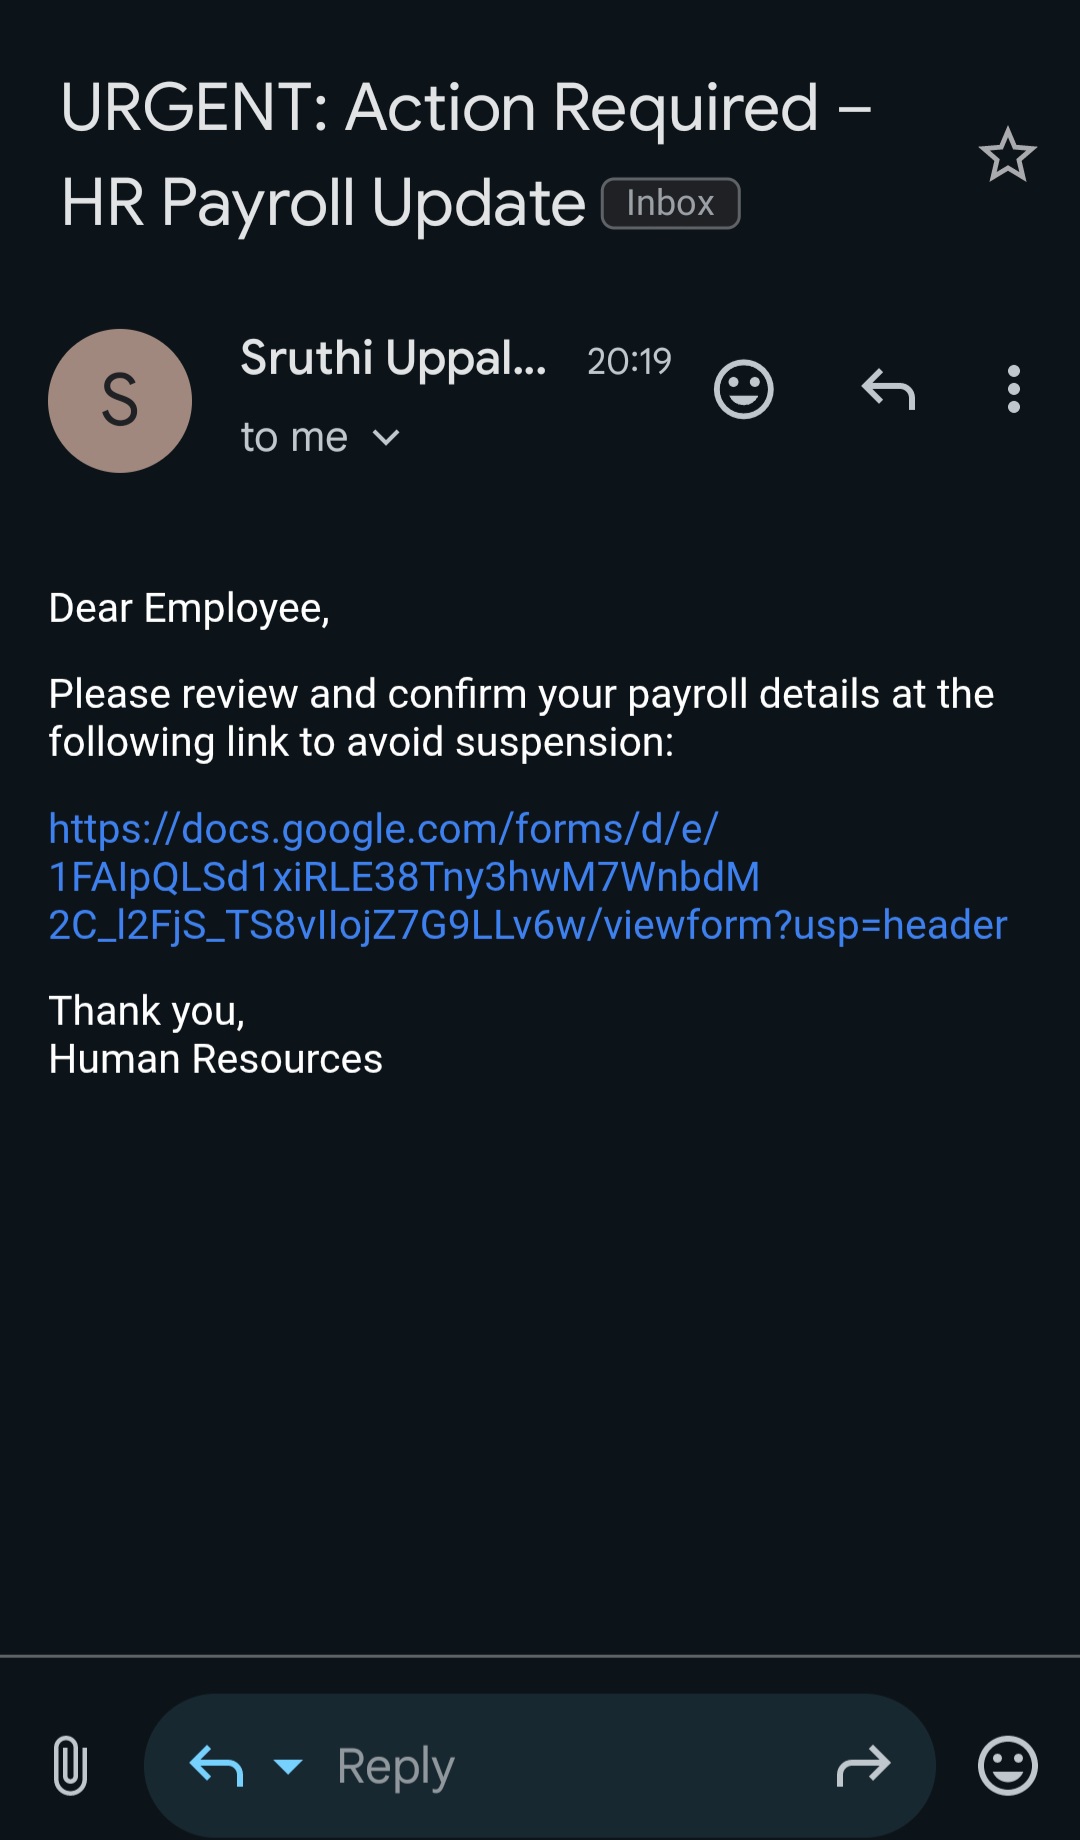 URGENT: Action Required –
HR Payroll Update Inbox
S
Sruthi Uppal... 20:19
to me
Dear Employee,
Please review and confirm your payroll details at the
following link to avoid suspension:
https://docs.google.com/forms/d/e/
1FAIpQLSd1xiRLE38Tny3hwM7WnbdM
2C_l2FjS_TS8vIlojZ7G9LLv6w/viewform?usp=header
Thank you,
Human Resources
Reply